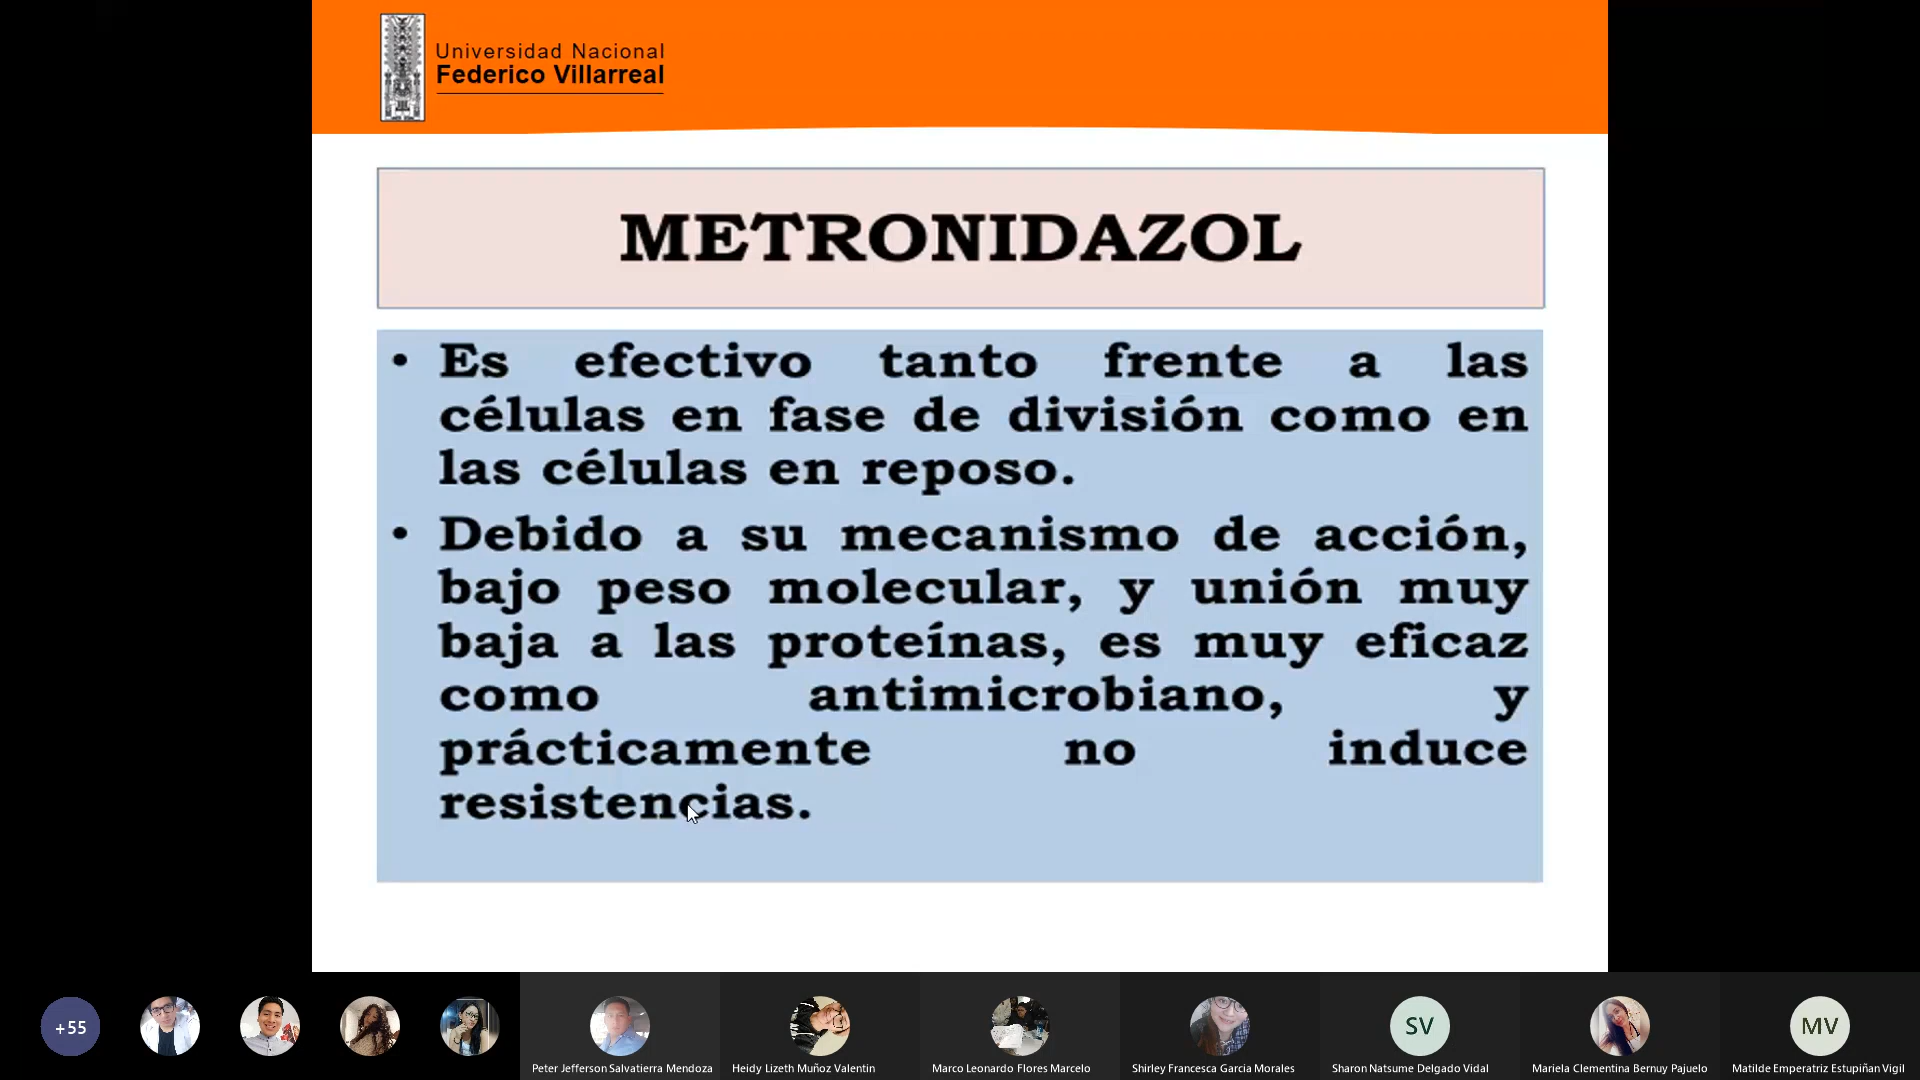 Universidad Nacional
Federico Villarreal
METRONIDAZOL
• Es efectivo tanto frente a las
células en fase de división como en
las células en reposo.
• Debido a su mecanismo de acción,
bajo peso molecular, y unión muy
baja a las proteínas, es muy eficaz
como antimicrobiano, y
prácticamente no induce
resistencias.
+55
SV
MV
Peter Jefferson Salvatierra Mendoza
Heidy Lizeth Muñoz Valentin
Marco Leonardo Flores Marcelo
Shirley Francesca Garcia Morales
Sharon Natsume Delgado Vidal
Mariela Clementina Bernuy Pajuelo
Matilde Emperatriz Estupiñan Vigil